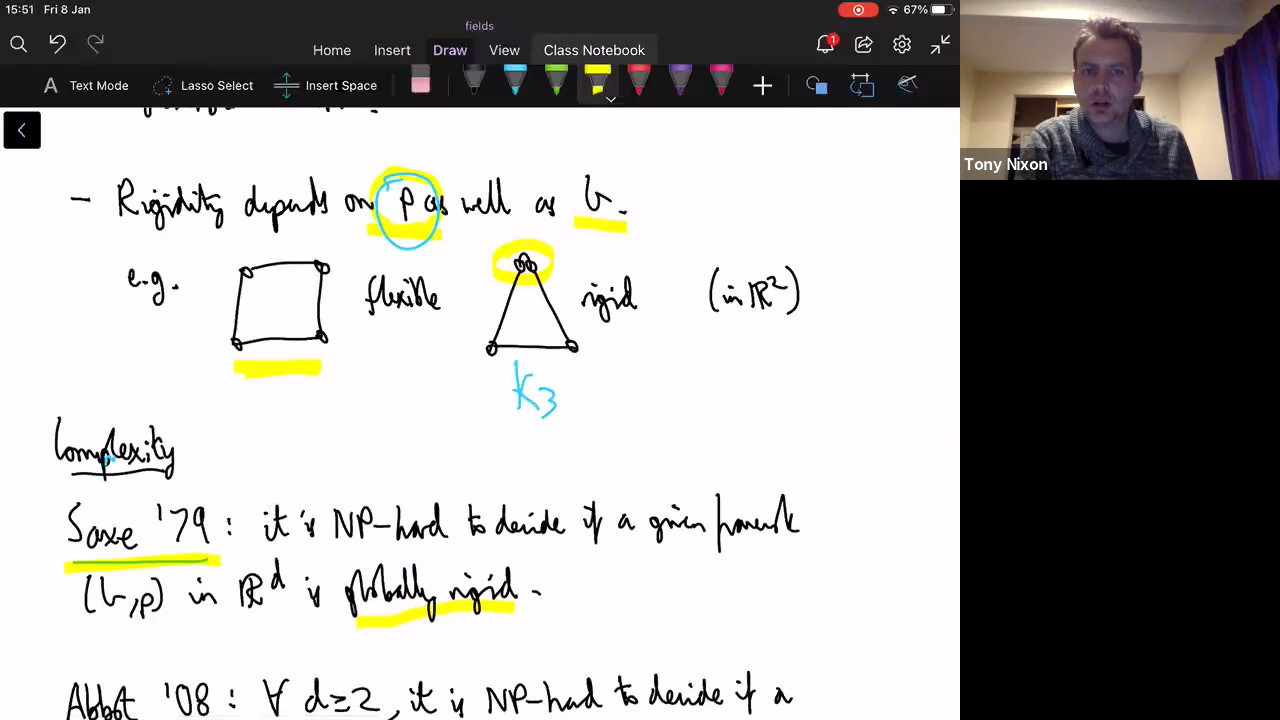 15:51 Fri 8 Jan
67%
fields
Home Insert Draw View Class Notebook
1
A Text Mode Lasso Select Insert Space
- Rigidity depends on p as well as G.
e.g. flexible rigid (in ℝ²)
K₃
Complexity
Saxe '79 : it is NP-hard to decide if a given framework
(G,p) in ℝᵈ is globally rigid.
Abbot '08 : ∀ d≥2, it is NP-hard to decide if a
Tony Nixon